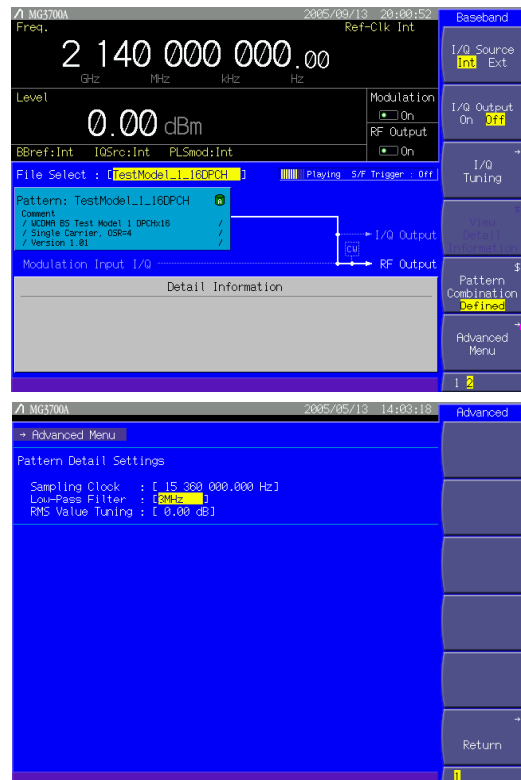 MG3700A 2005/09/13 20:00:52 Baseband
Freq. Ref-Clk Int
2 140 000 000.00
GHz MHz kHz Hz
I/Q Source
Int Ext
Level Modulation
On
0.00 dBm
RF Output
On
I/Q Output
On Off
BBref:Int IQSrc:Int PLSmod:Int
File Select : [TestModel_1_16DPCH ] Playing S/F Trigger : Off
→
I/Q
Tuning
Pattern: TestModel_1_16DPCH
Comment
/ WCDMA BS Test Model 1 DPCHx16 /
/ Single Carrier, OSR=4 /
/ Version 1.01 /
I/Q Output
CW
Modulation Input I/Q RF Output
*
View
Detail
Information
Detail Information
$
Pattern
Combination
Defined
→
Advanced
Menu
1 2
MG3700A 2005/05/13 14:03:18 Advanced
→ Advanced Menu
Pattern Detail Settings
Sampling Clock : [ 15 360 000.000 Hz]
Low-Pass Filter : [3MHz ]
RMS Value Tuning : [ 0.00 dB]
→
Return
1